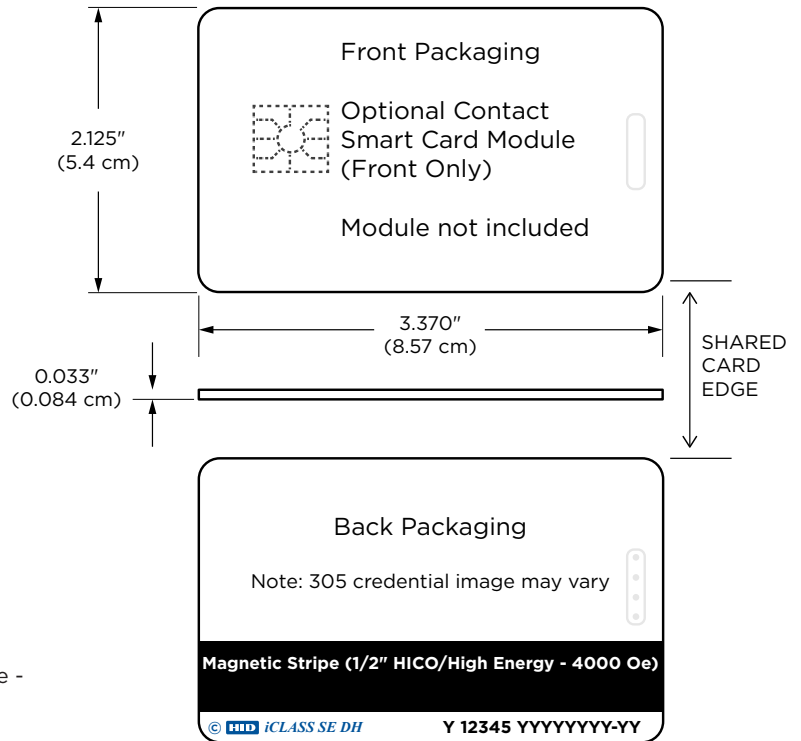 Front Packaging
Optional Contact
Smart Card Module
(Front Only)
Module not included
2.125"
(5.4 cm)
3.370"
(8.57 cm)
SHARED
CARD
EDGE
0.033"
(0.084 cm)
Back Packaging
Note: 305 credential image may vary
Magnetic Stripe (1/2" HICO/High Energy - 4000 Oe)
e -
© HID iCLASS SE DH
Y 12345 YYYYYYYY-YY